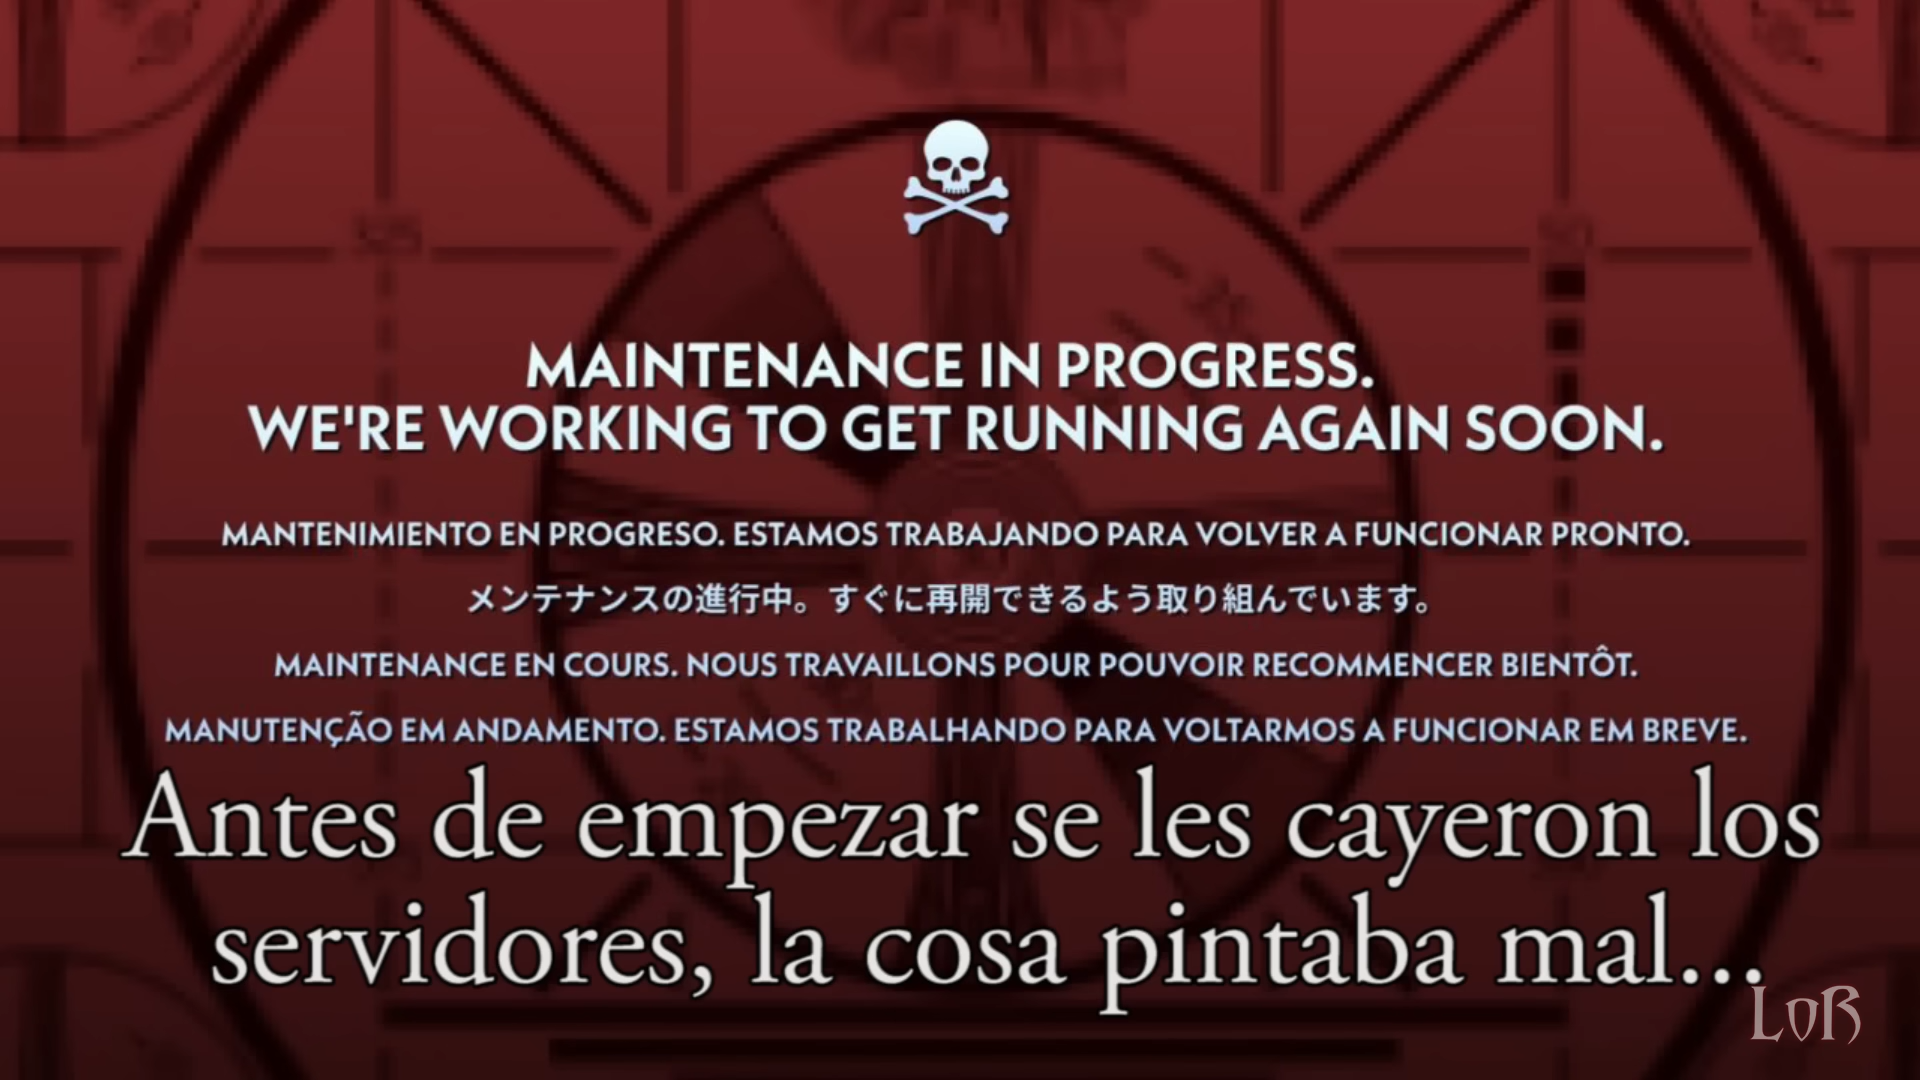 MAINTENANCE IN PROGRESS.
WE'RE WORKING TO GET RUNNING AGAIN SOON.
MANTENIMIENTO EN PROGRESO. ESTAMOS TRABAJANDO PARA VOLVER A FUNCIONAR PRONTO.
メンテナンスの進行中。すぐに再開できるよう取り組んでいます。
MAINTENANCE EN COURS. NOUS TRAVAILLONS POUR POUVOIR RECOMMENCER BIENTÔT.
MANUTENÇÃO EM ANDAMENTO. ESTAMOS TRABALHANDO PARA VOLTARMOS A FUNCIONAR EM BREVE.
Antes de empezar se les cayeron los
servidores, la cosa pintaba mal...
LOR